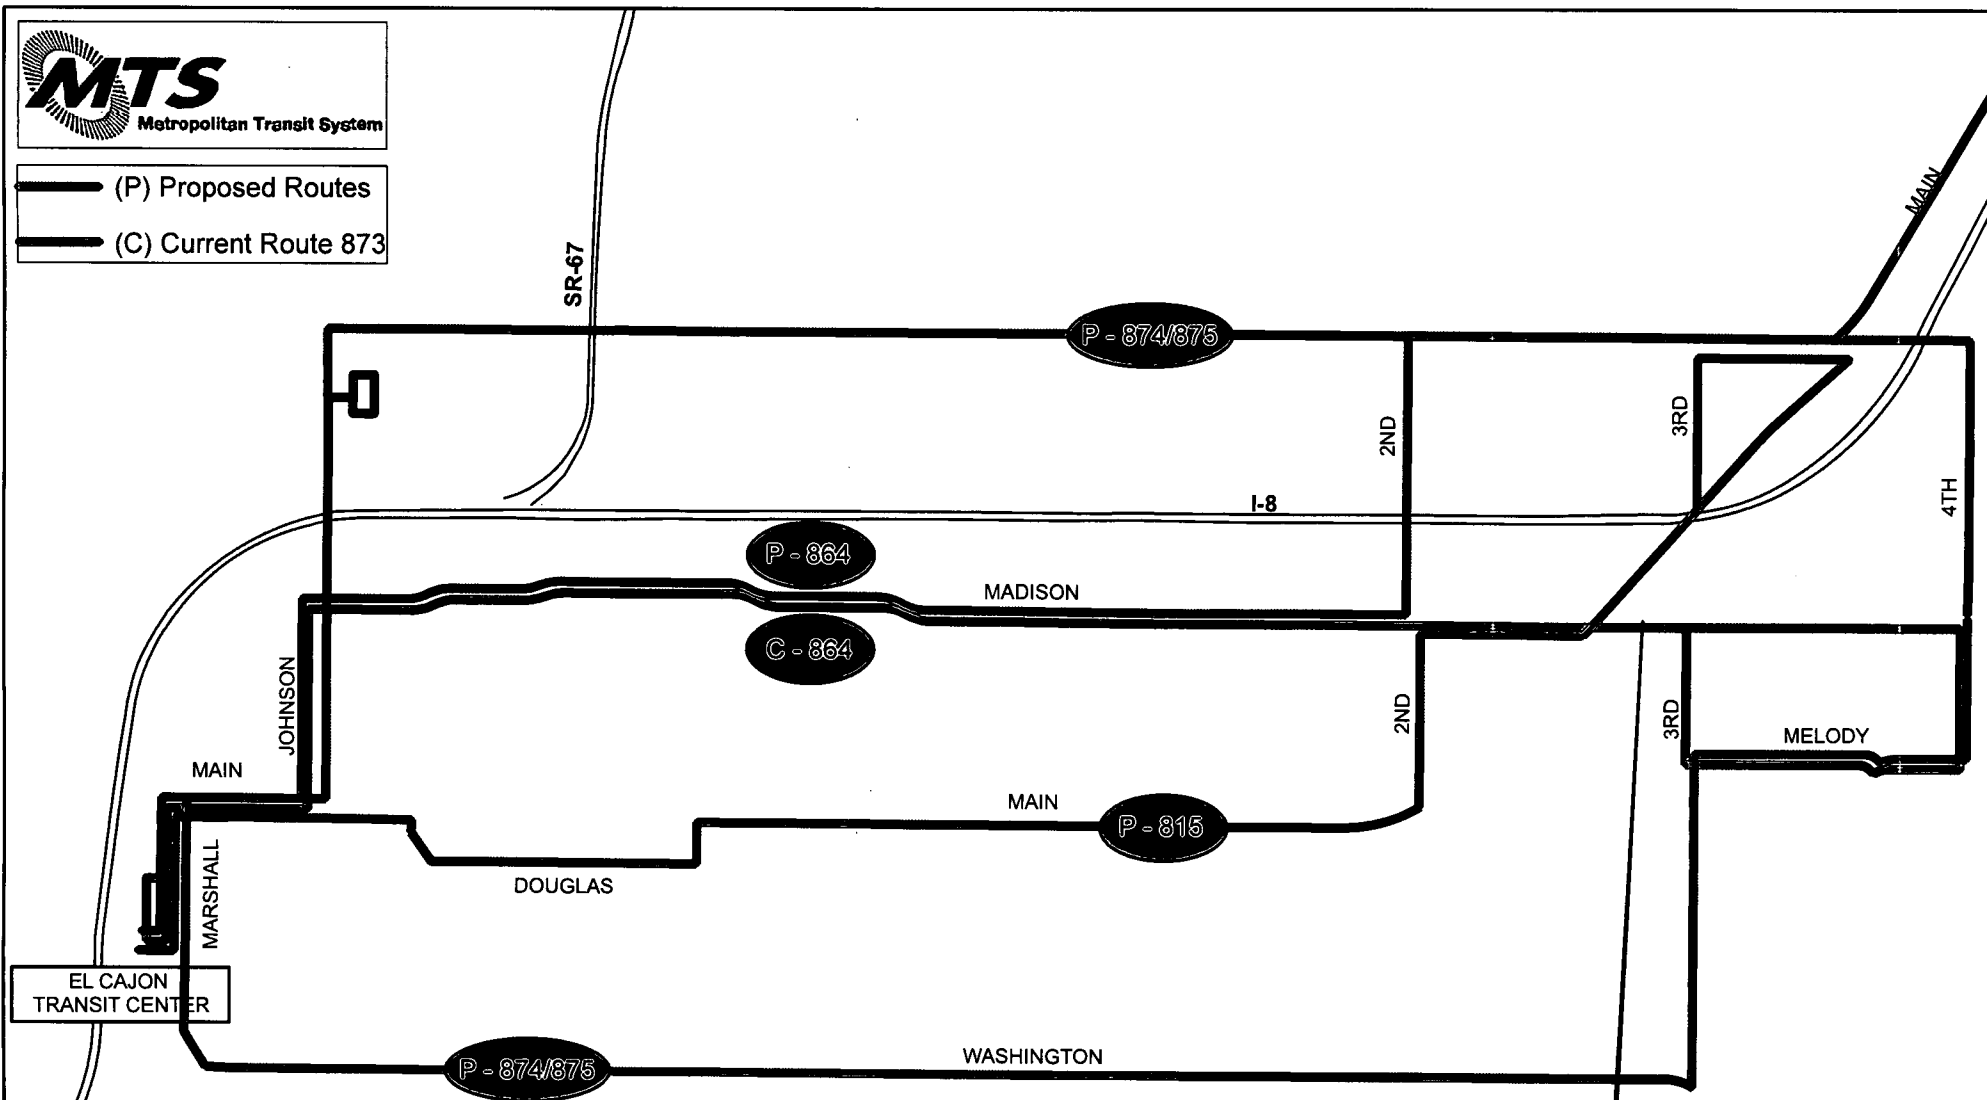 MTS
Metropolitan Transit System
(P) Proposed Routes
(C) Current Route 873
SR-67
MAIN
P - 874/875
2ND
3RD
4TH
I-8
P - 864
MADISON
C - 864
JOHNSON
2ND
3RD
MELODY
MAIN
MAIN
P - 815
MARSHALL
DOUGLAS
EL CAJON
TRANSIT CENTER
WASHINGTON
P - 874/875